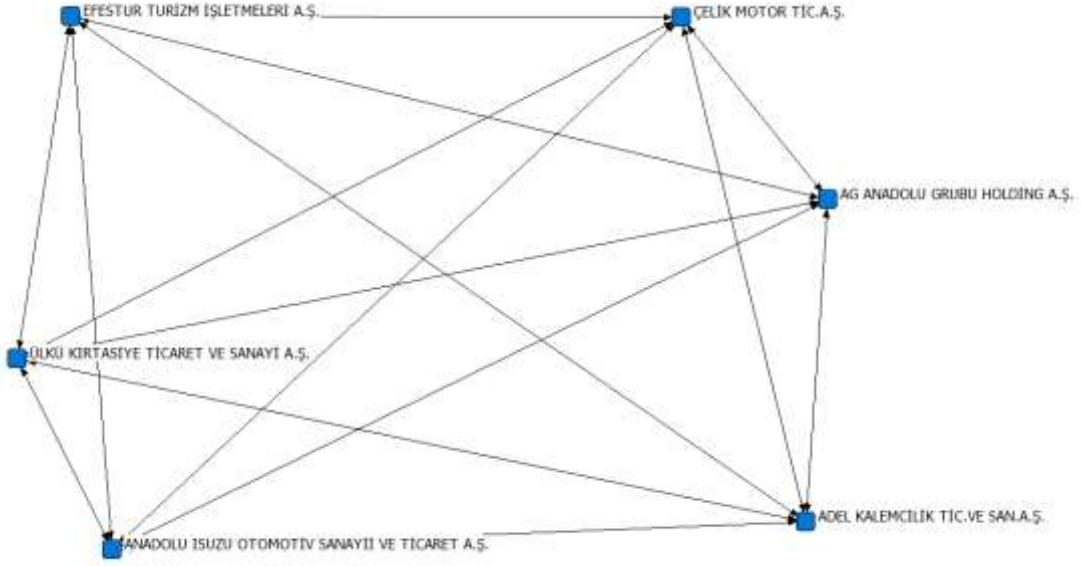 EFESTUR TURİZM İŞLETMELERİ A.Ş.
ÇELİK MOTOR TİC.A.Ş.
AG ANADOLU GRUBU HOLDİNG A.Ş.
ÜLKÜ KIRTASİYE TİCARET VE SANAYİ A.Ş.
ADEL KALEMCİLİK TİC.VE SAN.A.Ş.
ANADOLU ISUZU OTOMOTİV SANAYİİ VE TİCARET A.Ş.